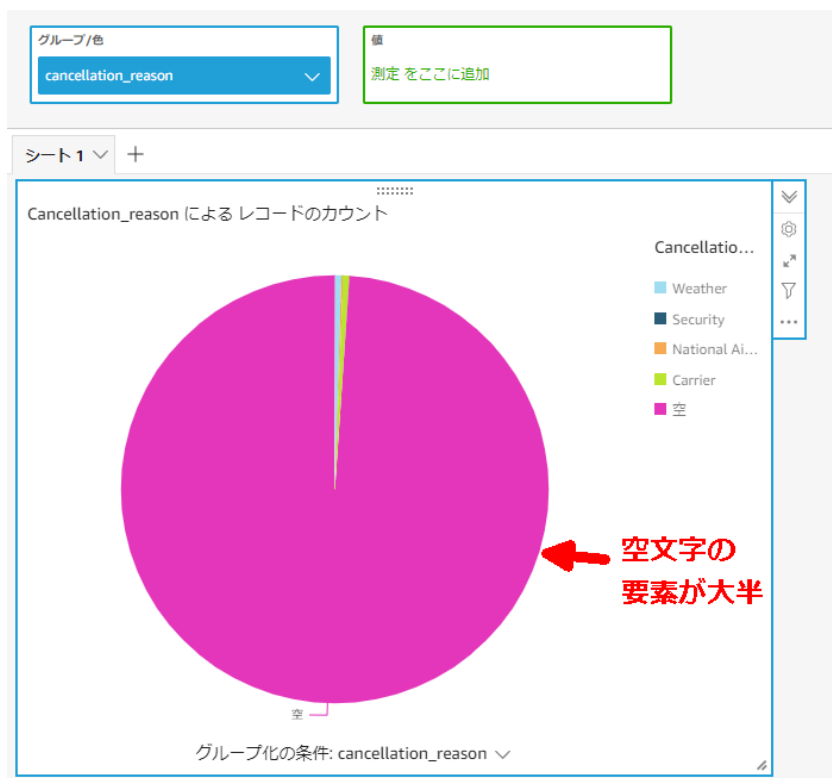 グループ/色
cancellation_reason
値
測定 をここに追加
シート 1
Cancellation_reason による レコードのカウント
Cancellatio...
Weather
Security
National Ai...
Carrier
空
空文字の
要素が大半
空
グループ化の条件: cancellation_reason